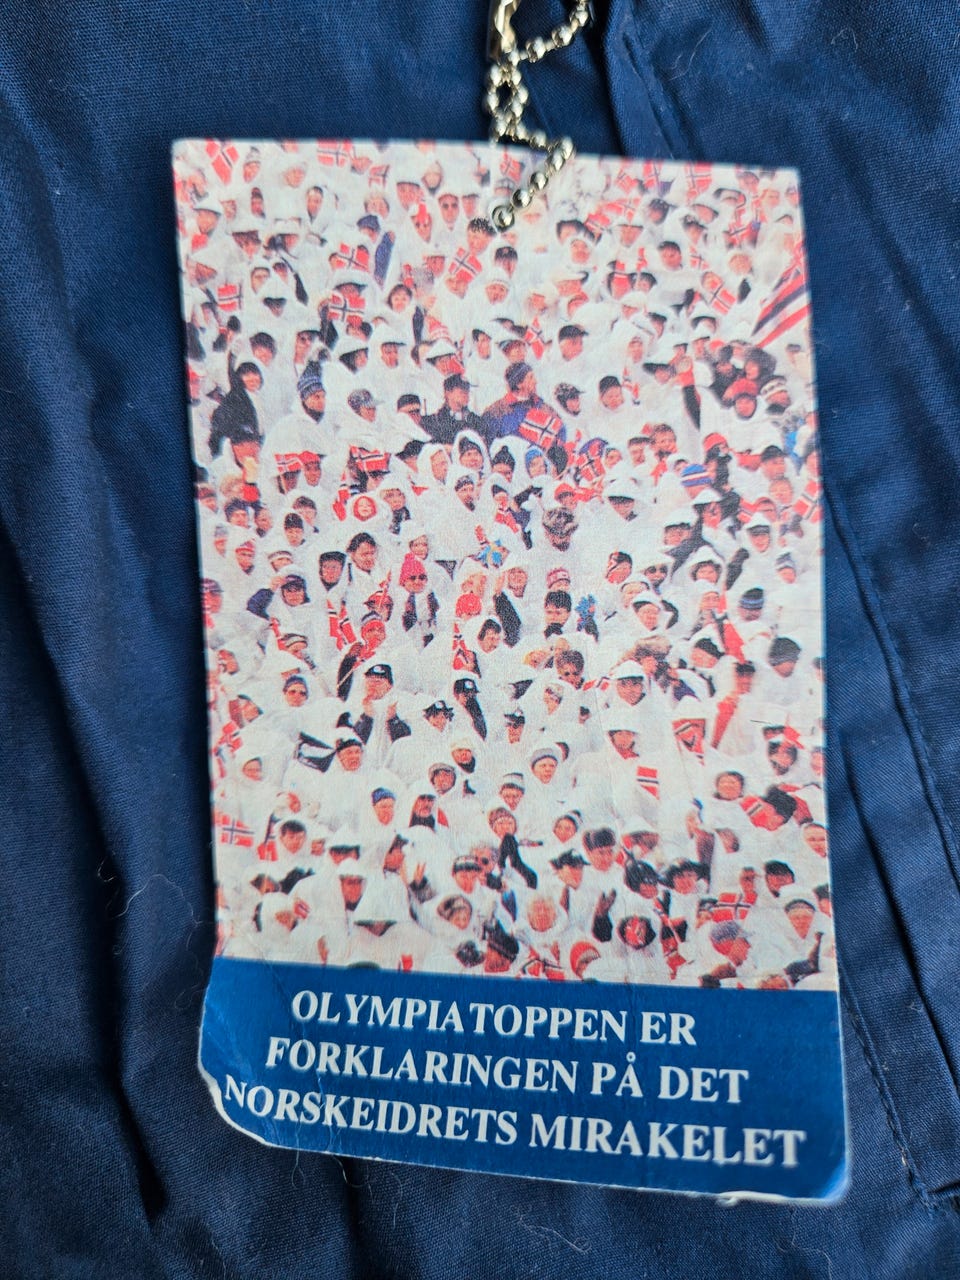 OLYMPIATOPPEN ER
FORKLARINGEN PÅ DET
NORSKEIDRETS MIRAKELET